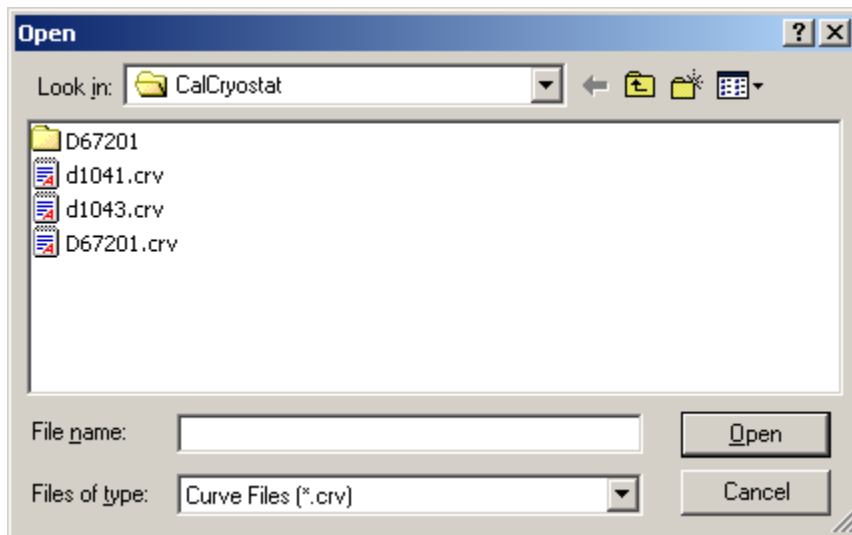 Open
Look in: CalCryostat
D67201
d1041.crv
d1043.crv
D67201.crv
File name: Open
Files of type: Curve Files (*.crv) Cancel